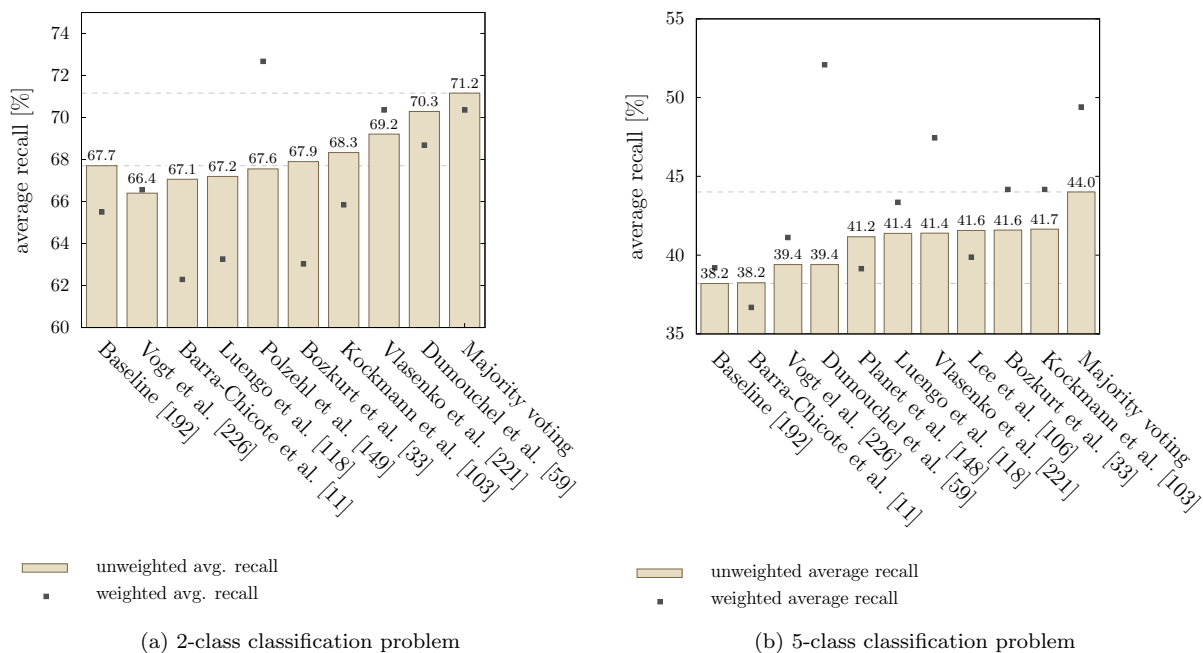 75
74
72
70
68
66
64
62
60
average recall [%]
67.7
66.4
67.1
67.2
67.6
67.9
68.3
69.2
70.3
71.2
Baseline [192]
Vogt et al. [226]
Barra-Chicote et al. [11]
Luengo et al. [118]
Polzehl et al. [149]
Bozkurt et al. [33]
Kockmann et al. [103]
Vlasenko et al. [221]
Dumouchel et al. [59]
Majority voting
unweighted avg. recall
weighted avg. recall
(a) 2-class classification problem
55
50
45
40
35
average recall [%]
38.2
38.2
39.4
39.4
41.2
41.4
41.4
41.6
41.6
41.7
44.0
Baseline [192]
Barra-Chicote et al. [11]
Vogt el al. [226]
Dumouchel et al. [59]
Planet et al. [148]
Luengo et al. [118]
Vlasenko et al. [221]
Lee et al. [106]
Bozkurt et al. [33]
Kockmann et al. [103]
Majority voting
unweighted average recall
weighted average recall
(b) 5-class classification problem